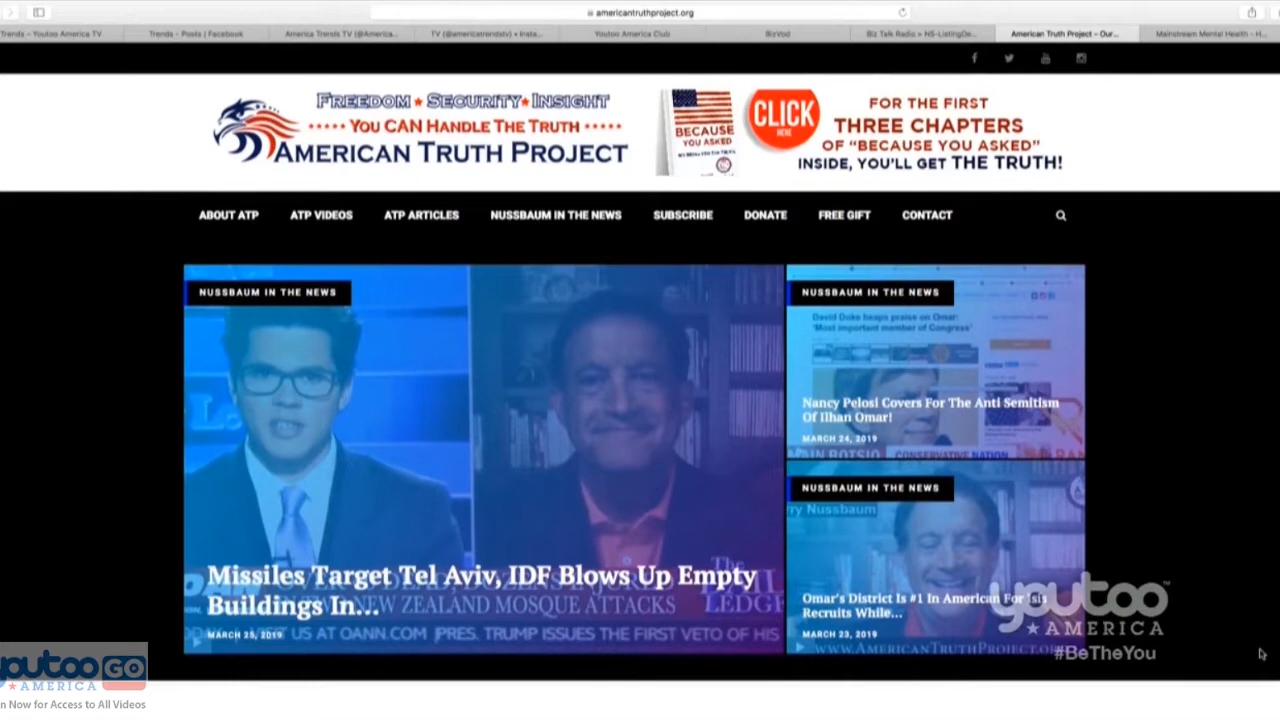 americantruthproject.org
Trends – Youtoo America TV
Trends - Posts | Facebook
America Trends TV (@America...
TV (@americatrendstv) • Insta...
Youtoo America Club
BizVod
Biz Talk Radio » NS-ListingDe...
American Truth Project – Our...
Mainstream Mental Health - H...
FREEDOM ★ SECURITY ★ INSIGHT
YOU CAN HANDLE THE TRUTH
AMERICAN TRUTH PROJECT
BECAUSE
YOU ASKED
CLICK
HERE
FOR THE FIRST
THREE CHAPTERS
OF "BECAUSE YOU ASKED"
INSIDE, YOU'LL GET THE TRUTH!
ABOUT ATP
ATP VIDEOS
ATP ARTICLES
NUSSBAUM IN THE NEWS
SUBSCRIBE
DONATE
FREE GIFT
CONTACT
NUSSBAUM IN THE NEWS
Missiles Target Tel Aviv, IDF Blows Up Empty
Buildings In...
NEW ZEALAND MOSQUE ATTACKS
MARCH 25, 2019
US AT OANN.COM PRES. TRUMP ISSUES THE FIRST VETO OF HIS
NUSSBAUM IN THE NEWS
David Duke heaps praise on Omar:
'Most important member of Congress'
Nancy Pelosi Covers For The Anti Semitism
Of Ilhan Omar!
MARCH 24, 2019
CONSERVATIVE NATION
NUSSBAUM IN THE NEWS
rry Nussbaum
Omar's District Is #1 In American For Isis
Recruits While...
MARCH 23, 2019
WWW.AMERICANTRUTHPROJECT.O
youtoo
★ AMERICA
#BeTheYou
youtoo GO
★ AMERICA
n Now for Access to All Videos